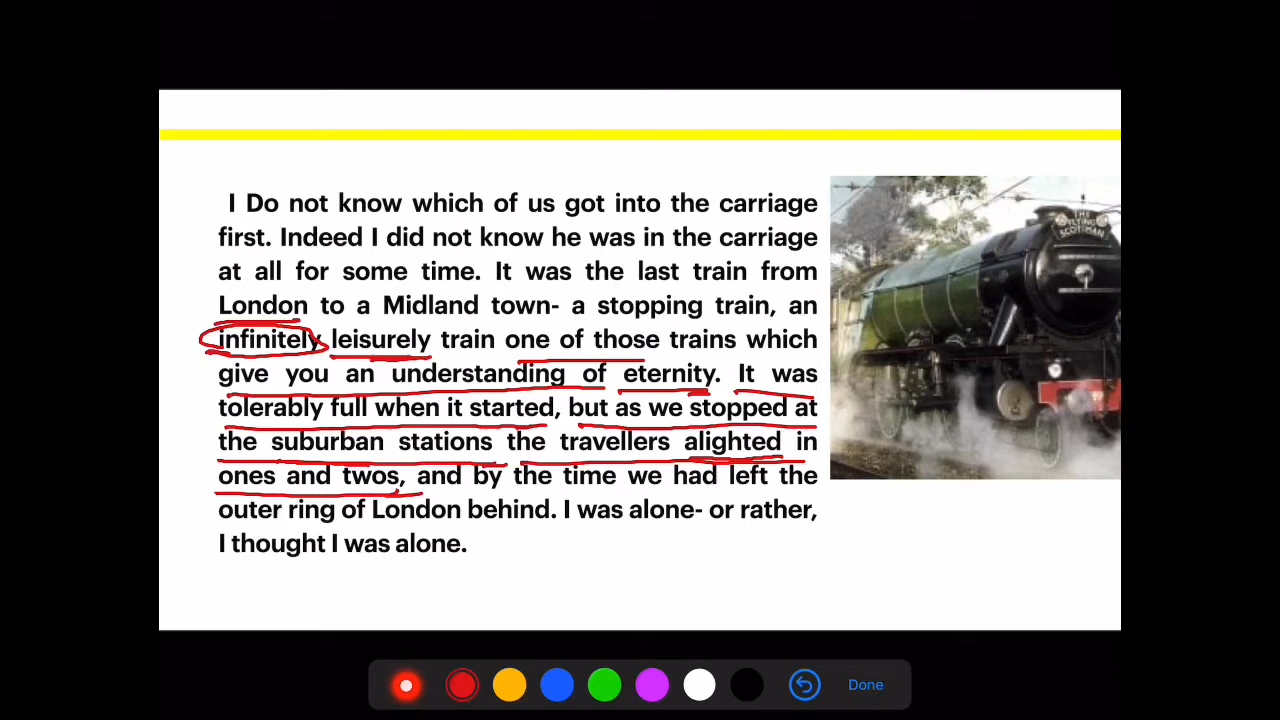 I Do not know which of us got into the carriage
first. Indeed I did not know he was in the carriage
at all for some time. It was the last train from
London to a Midland town- a stopping train, an
infinitely leisurely train one of those trains which
give you an understanding of eternity. It was
tolerably full when it started, but as we stopped at
the suburban stations the travellers alighted in
ones and twos, and by the time we had left the
outer ring of London behind. I was alone- or rather,
I thought I was alone.
THE
FLYING
SCOTSMAN
Done